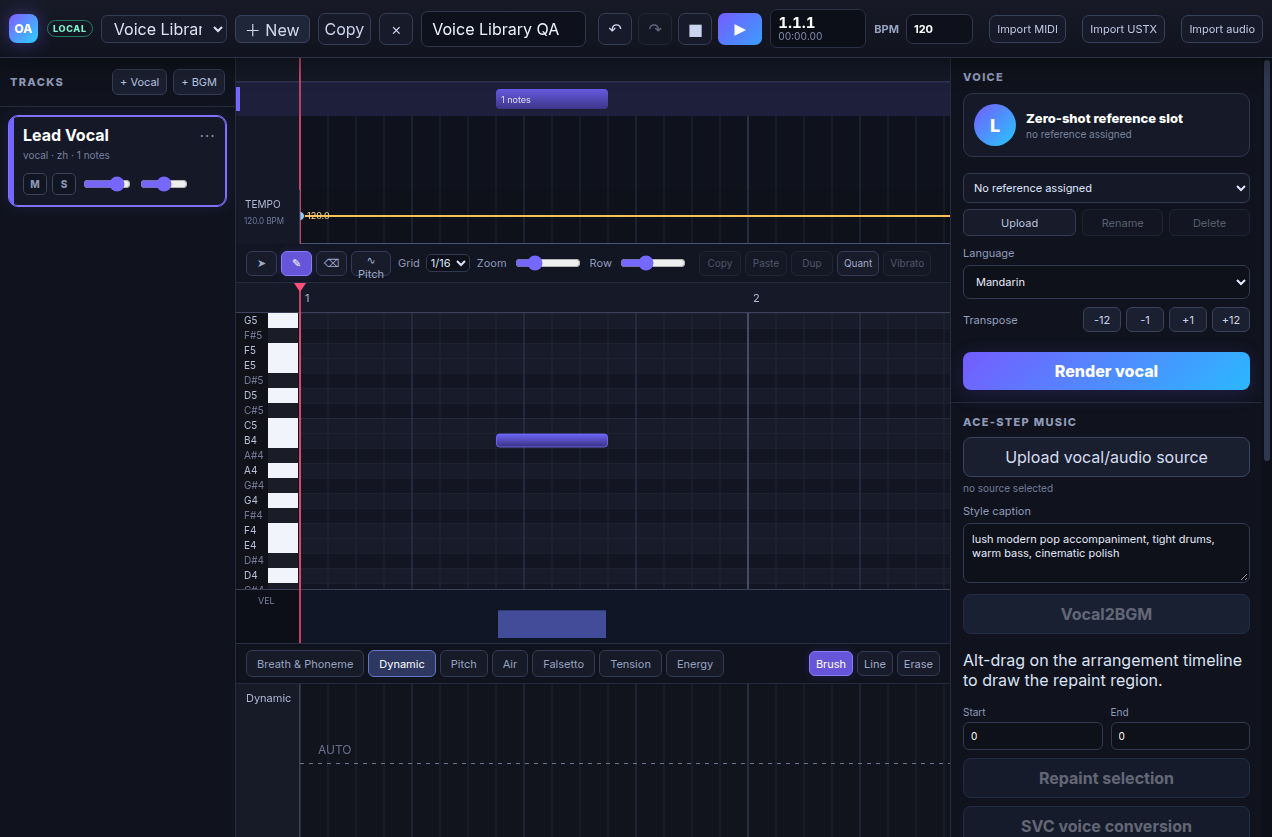 OA LOCAL Voice Librar + New Copy × Voice Library QA 1.1.1 BPM 120 Import MIDI Import USTX Import audio
00:00.00
TRACKS + Vocal + BGM
Lead Vocal ...
vocal · zh · 1 notes
M S
1 notes
TEMPO
120.0 BPM 120.0
Pitch Grid 1/16 Zoom Row Copy Paste Dup Quant Vibrato
1 2
G5
F#5
F5
E5
D#5
D5
C#5
C5
B4
A#4
A4
G#4
G4
F#4
F4
E4
D#4
D4
C#4
VEL
Breath & Phoneme Dynamic Pitch Air Falsetto Tension Energy Brush Line Erase
Dynamic
AUTO
VOICE
L Zero-shot reference slot
no reference assigned
No reference assigned
Upload Rename Delete
Language
Mandarin
Transpose -12 -1 +1 +12
Render vocal
ACE-STEP MUSIC
Upload vocal/audio source
no source selected
Style caption
lush modern pop accompaniment, tight drums,
warm bass, cinematic polish
Vocal2BGM
Alt-drag on the arrangement timeline
to draw the repaint region.
Start End
0 0
Repaint selection
SVC voice conversion